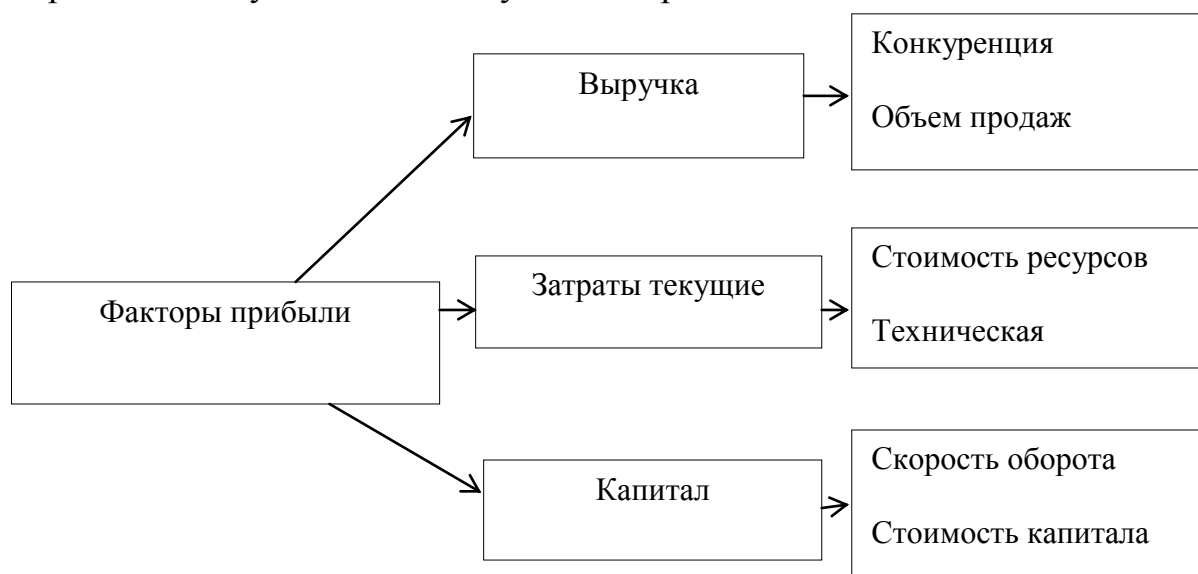 Выручка
Конкуренция
Объем продаж
Факторы прибыли
Затраты текущие
Стоимость ресурсов
Техническая
Капитал
Скорость оборота
Стоимость капитала